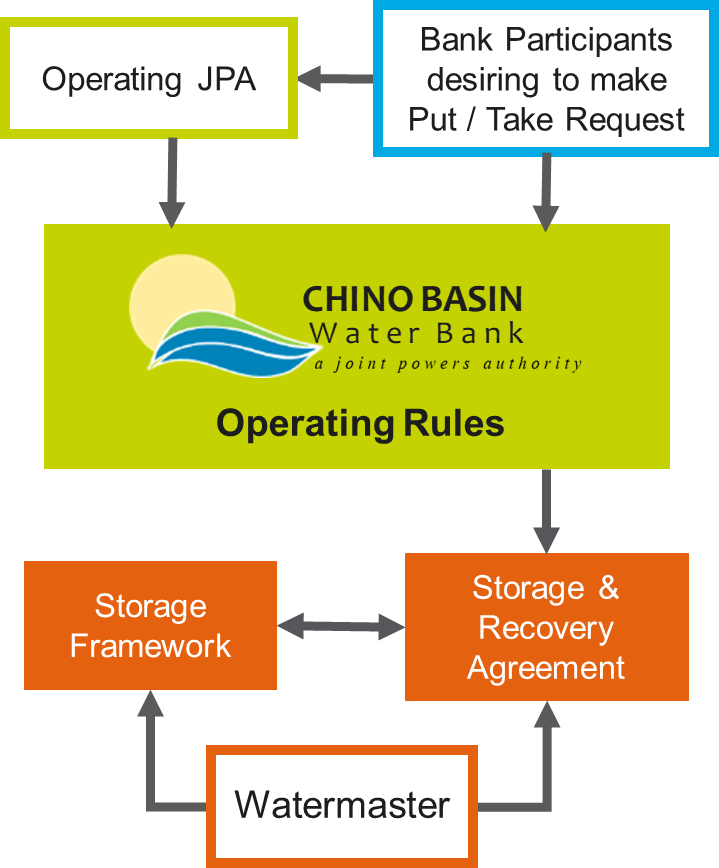 Operating JPA
Bank Participants
desiring to make
Put / Take Request
CHINO BASIN
Water Bank
a joint powers authority
Operating Rules
Storage
Framework
Storage &
Recovery
Agreement
Watermaster